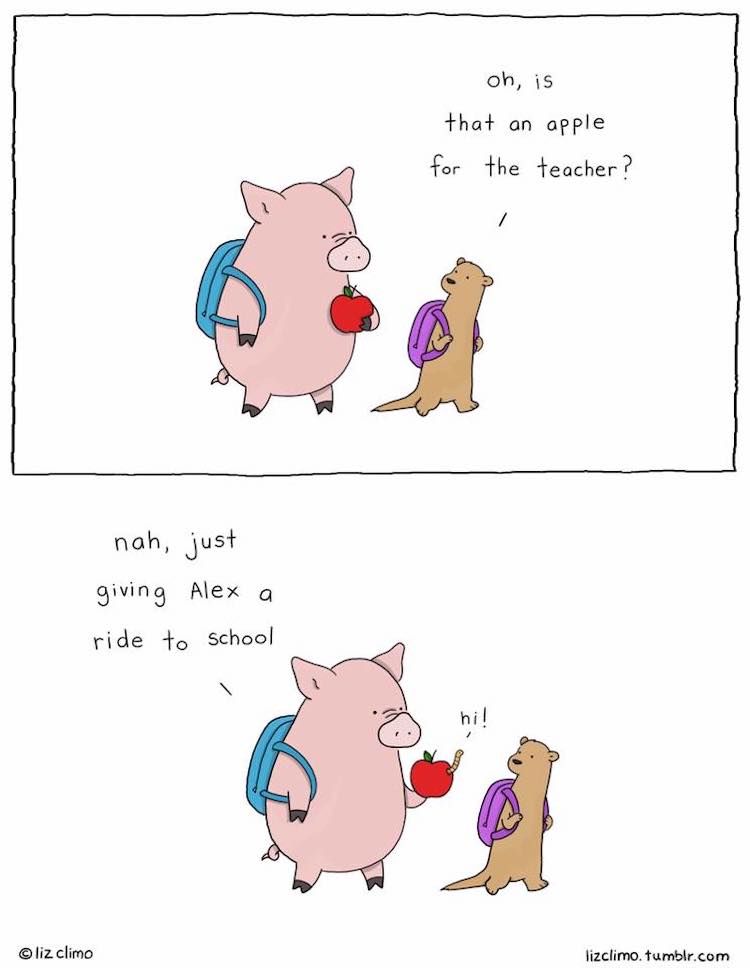 oh, is
that an apple
for the teacher?
nah, just
giving Alex a
ride to school
hi!
© liz climo
lizclimo.tumblr.com